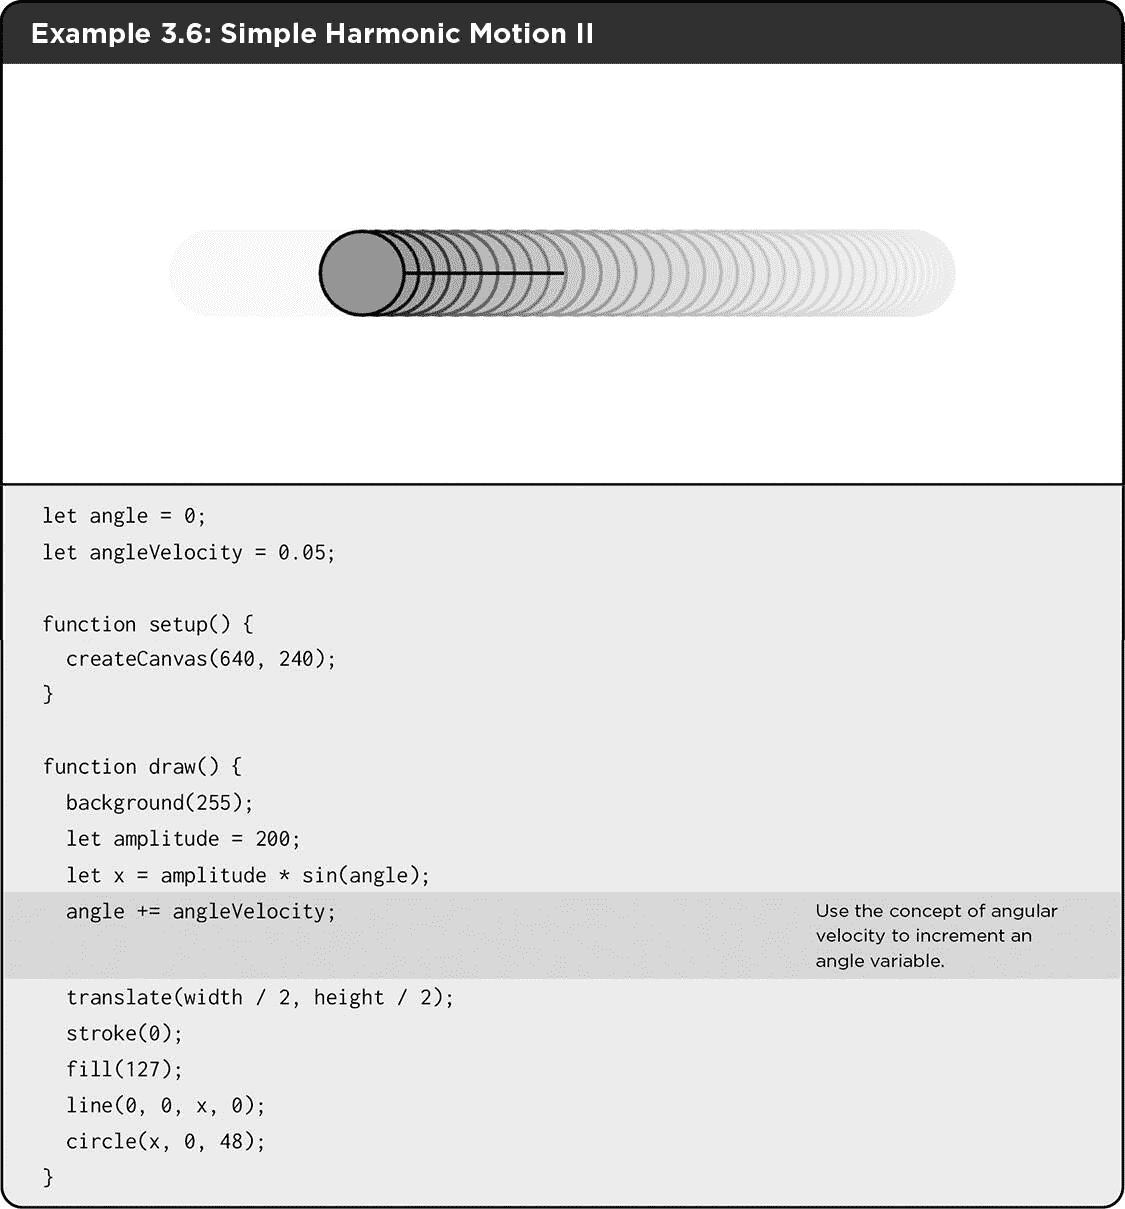 Example 3.6: Simple Harmonic Motion II
let angle = 0;
let angleVelocity = 0.05;
function setup() {
  createCanvas(640, 240);
}
function draw() {
  background(255);
  let amplitude = 200;
  let x = amplitude * sin(angle);
  angle += angleVelocity;
Use the concept of angular
velocity to increment an
angle variable.
  translate(width / 2, height / 2);
  stroke(0);
  fill(127);
  line(0, 0, x, 0);
  circle(x, 0, 48);
}